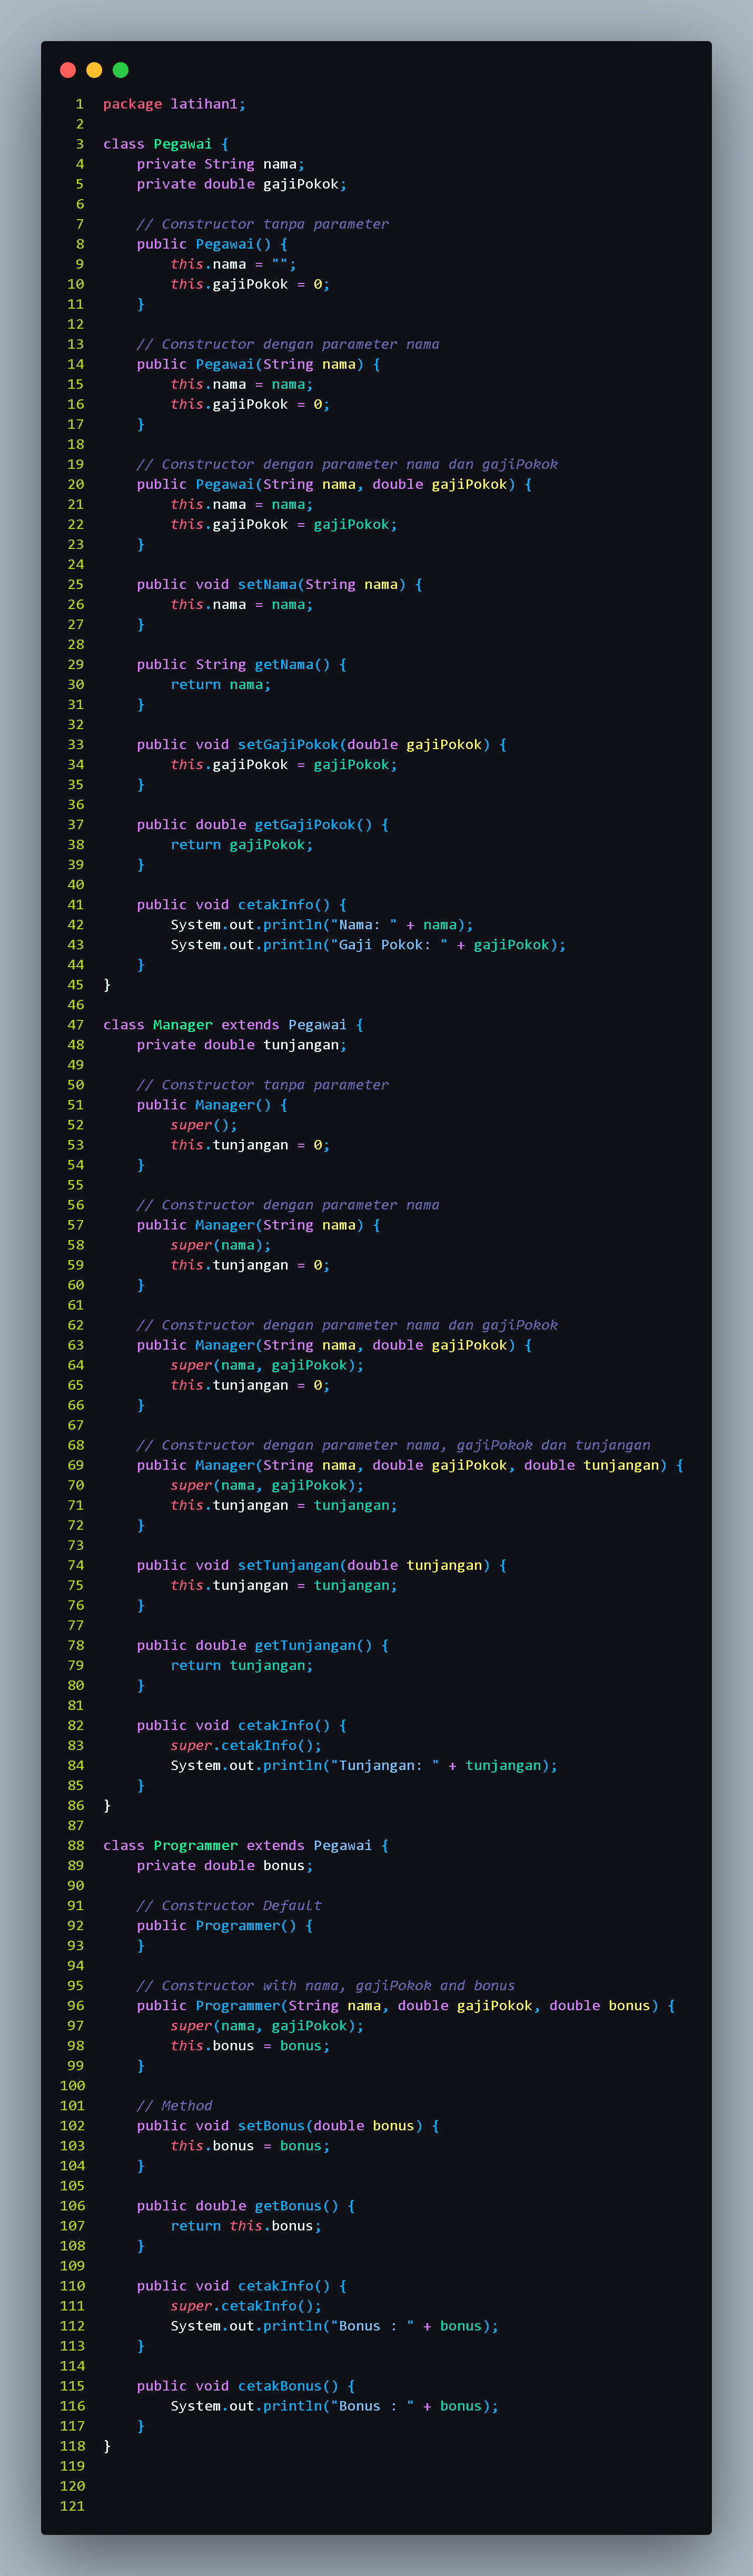 1 package latihan1;
2
3 class Pegawai {
4     private String nama;
5     private double gajiPokok;
6
7     // Constructor tanpa parameter
8     public Pegawai() {
9         this.nama = "";
10         this.gajiPokok = 0;
11     }
12
13     // Constructor dengan parameter nama
14     public Pegawai(String nama) {
15         this.nama = nama;
16         this.gajiPokok = 0;
17     }
18
19     // Constructor dengan parameter nama dan gajiPokok
20     public Pegawai(String nama, double gajiPokok) {
21         this.nama = nama;
22         this.gajiPokok = gajiPokok;
23     }
24
25     public void setNama(String nama) {
26         this.nama = nama;
27     }
28
29     public String getNama() {
30         return nama;
31     }
32
33     public void setGajiPokok(double gajiPokok) {
34         this.gajiPokok = gajiPokok;
35     }
36
37     public double getGajiPokok() {
38         return gajiPokok;
39     }
40
41     public void cetakInfo() {
42         System.out.println("Nama: " + nama);
43         System.out.println("Gaji Pokok: " + gajiPokok);
44     }
45 }
46
47 class Manager extends Pegawai {
48     private double tunjangan;
49
50     // Constructor tanpa parameter
51     public Manager() {
52         super();
53         this.tunjangan = 0;
54     }
55
56     // Constructor dengan parameter nama
57     public Manager(String nama) {
58         super(nama);
59         this.tunjangan = 0;
60     }
61
62     // Constructor dengan parameter nama dan gajiPokok
63     public Manager(String nama, double gajiPokok) {
64         super(nama, gajiPokok);
65         this.tunjangan = 0;
66     }
67
68     // Constructor dengan parameter nama, gajiPokok dan tunjangan
69     public Manager(String nama, double gajiPokok, double tunjangan) {
70         super(nama, gajiPokok);
71         this.tunjangan = tunjangan;
72     }
73
74     public void setTunjangan(double tunjangan) {
75         this.tunjangan = tunjangan;
76     }
77
78     public double getTunjangan() {
79         return tunjangan;
80     }
81
82     public void cetakInfo() {
83         super.cetakInfo();
84         System.out.println("Tunjangan: " + tunjangan);
85     }
86 }
87
88 class Programmer extends Pegawai {
89     private double bonus;
90
91     // Constructor Default
92     public Programmer() {
93     }
94
95     // Constructor with nama, gajiPokok and bonus
96     public Programmer(String nama, double gajiPokok, double bonus) {
97         super(nama, gajiPokok);
98         this.bonus = bonus;
99     }
100
101     // Method
102     public void setBonus(double bonus) {
103         this.bonus = bonus;
104     }
105
106     public double getBonus() {
107         return this.bonus;
108     }
109
110     public void cetakInfo() {
111         super.cetakInfo();
112         System.out.println("Bonus : " + bonus);
113     }
114
115     public void cetakBonus() {
116         System.out.println("Bonus : " + bonus);
117     }
118 }
119
120
121